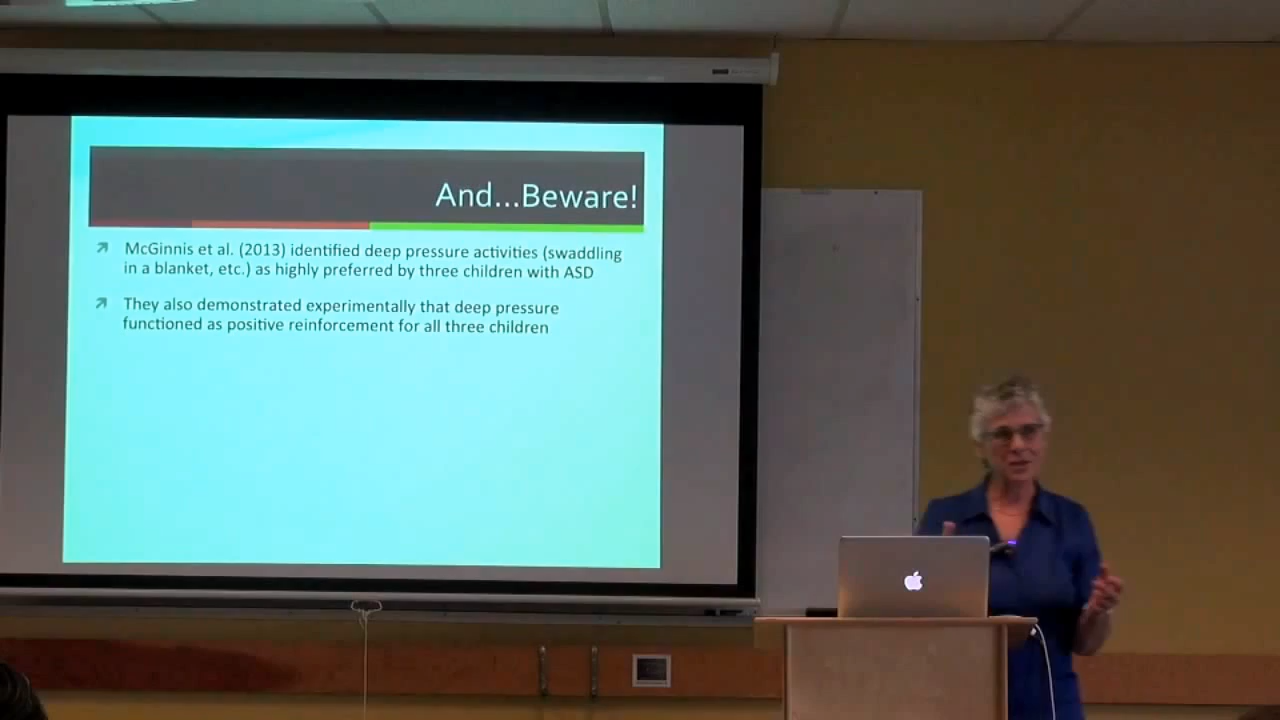 And...Beware!
McGinnis et al. (2013) identified deep pressure activities (swaddling
in a blanket, etc.) as highly preferred by three children with ASD
They also demonstrated experimentally that deep pressure
functioned as positive reinforcement for all three children